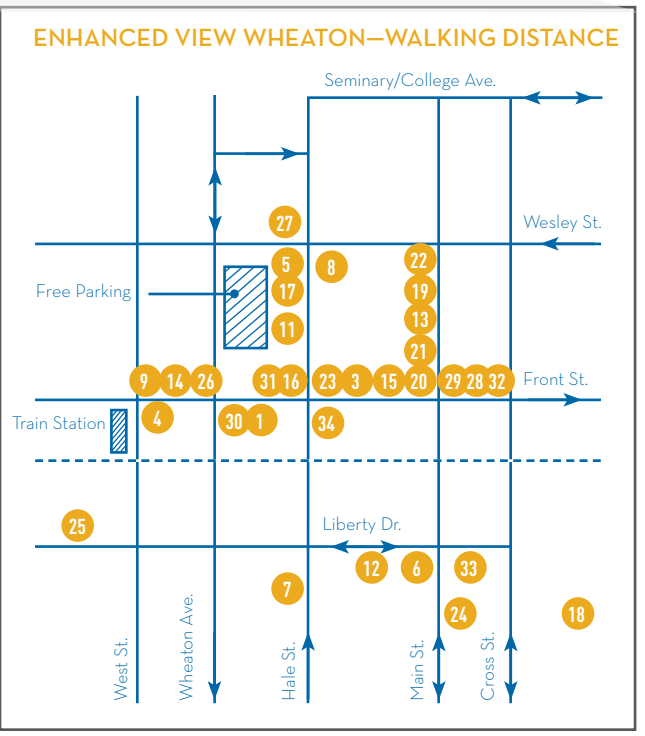 ENHANCED VIEW WHEATON—WALKING DISTANCE
Seminary/College Ave.
27
Wesley St.
5
8
22
Free Parking
17
19
11
13
21
9
14
26
31
16
23
3
15
20
29
28
32
Front St.
Train Station
4
30
1
34
25
Liberty Dr.
12
6
33
7
24
18
West St.
Wheaton Ave.
Hale St.
Main St.
Cross St.